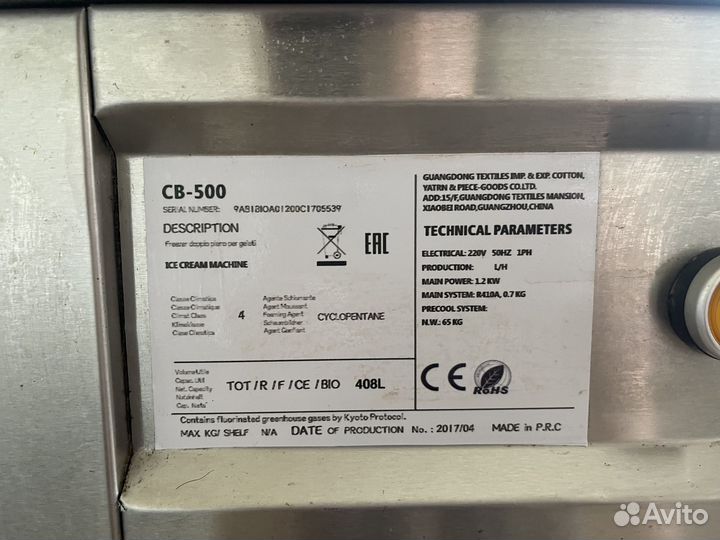 CB-500
SERIAL NUMBER: 9AS1BIOA01200C1705539
DESCRIPTION
Freezer doppio piano per gelati
ICE CREAM MACHINE
Classe Climatica
Classe Climatique
Climat Class
Klimaklasse
Clase Climática
4
Agente Schiumante
Agent Moussant
Foaming Agent
Schaumbilder
Agent Gonflant
CYCLOPENTANE
Volume Utile
Capac. Util
Net. Capacity
Nutzinhalt
Cap. Neta
TOT/R/F/CE/BIO 408L
Contains fluorinated greenhouse gases by Kyoto Protocol.
MAX KG/ SHELF N/A DATE OF PRODUCTION No.: 2017/04 MADE in P.R.C
EAC
GUANGDONG TEXTILES IMP. & EXP. COTTON,
YATRN & PIECE-GOODS CO.LTD.
ADD:15/F,GUANGDONG TEXTILES MANSION,
XIAOBEI ROAD,GUANGZHOU,CHINA
TECHNICAL PARAMETERS
ELECTRICAL: 220V 50HZ 1PH
PRODUCTION: L/H
MAIN POWER: 1.2 KW
MAIN SYSTEM: R410A, 0.7 KG
PRECOOL SYSTEM:
N.W.: 65 KG
CE
RoHS
Avito